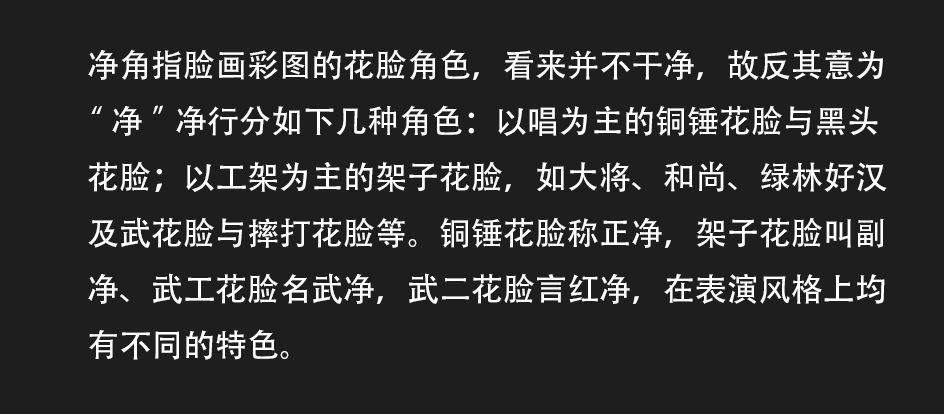 净角指脸画彩图的花脸角色，看来并不干净，故反其意为
“净”净行分如下几种角色：以唱为主的铜锤花脸与黑头
花脸；以工架为主的架子花脸，如大将、和尚、绿林好汉
及武花脸与摔打花脸等。铜锤花脸称正净，架子花脸叫副
净、武工花脸名武净，武二花脸言红净，在表演风格上均
有不同的特色。